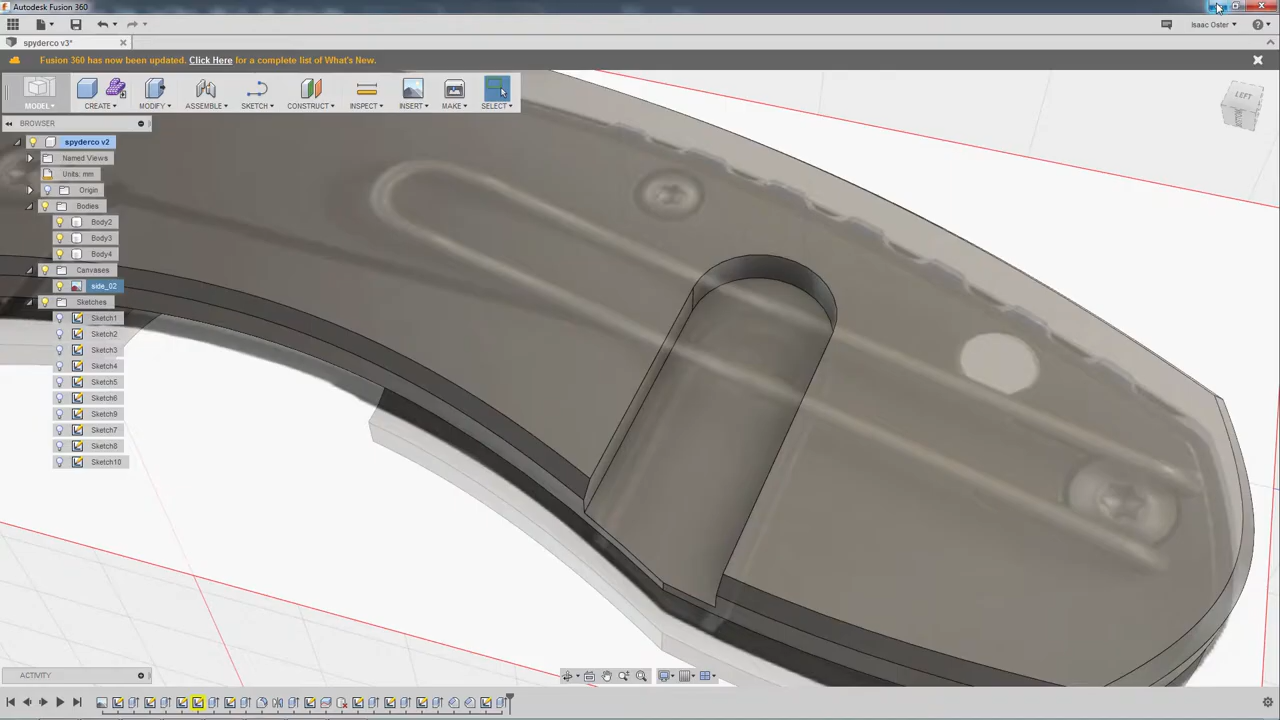 Autodesk Fusion 360
Isaac Oster
spyderco v3*
Fusion 360 has now been updated. Click Here for a complete list of What's New.
MODEL CREATE MODIFY ASSEMBLE SKETCH CONSTRUCT INSPECT INSERT MAKE SELECT
LEFT
BROWSER
spyderco v2
Named Views
Units: mm
Origin
Bodies
Body2
Body3
Body4
Canvases
side_02
Sketches
Sketch1
Sketch2
Sketch3
Sketch4
Sketch5
Sketch6
Sketch9
Sketch7
Sketch8
Sketch10
ACTIVITY